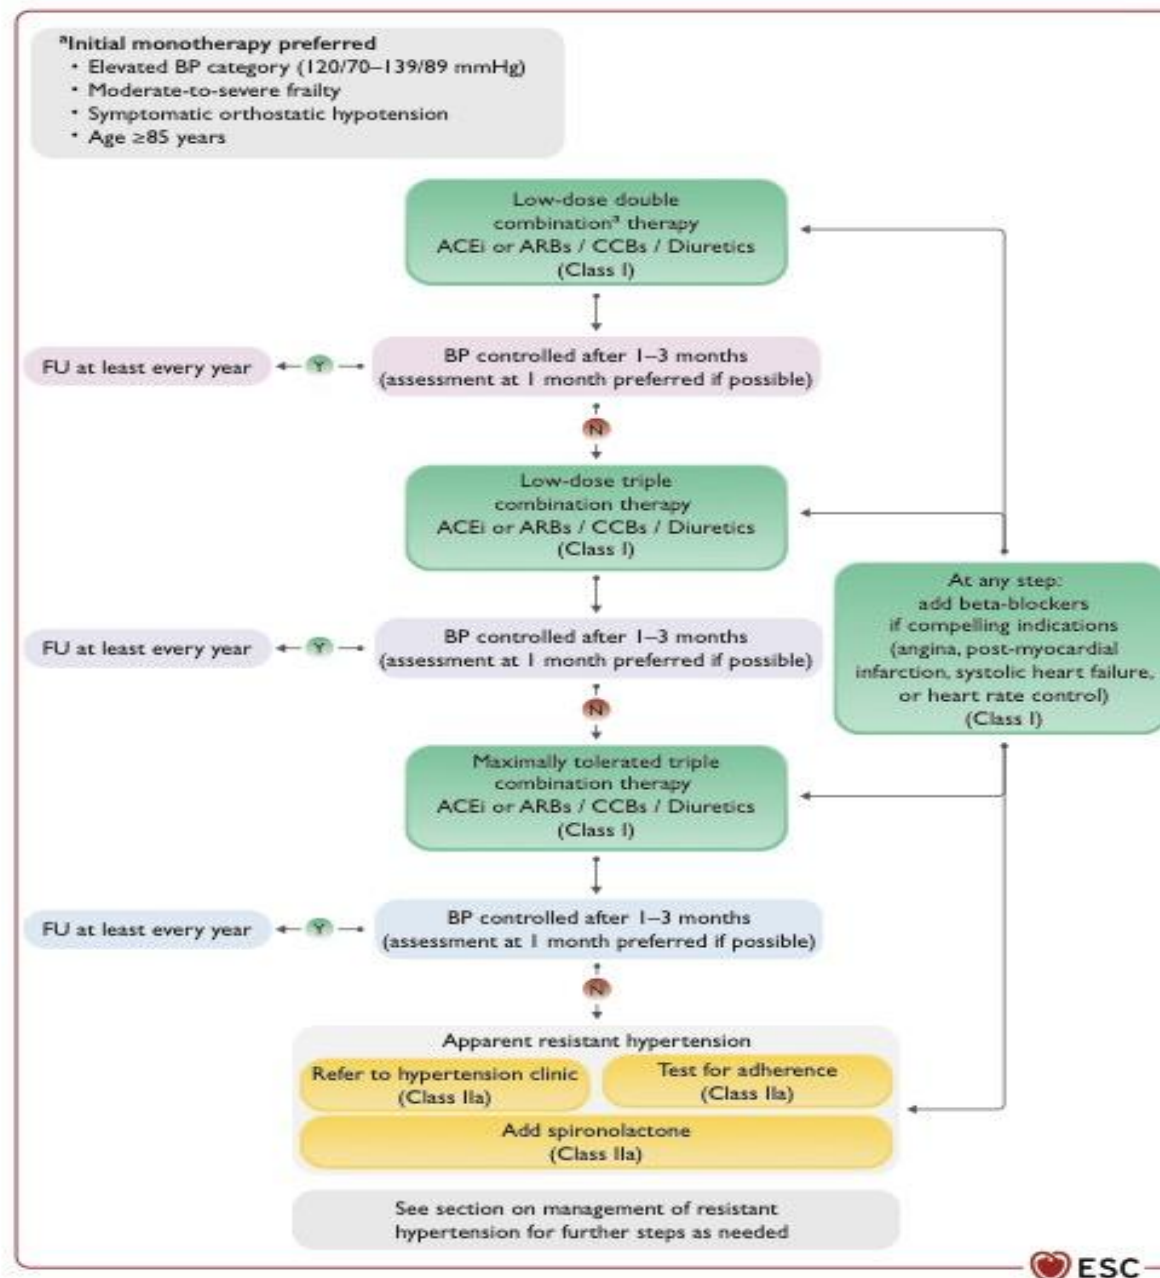 ᵃInitial monotherapy preferred
• Elevated BP category (120/70–139/89 mmHg)
• Moderate-to-severe frailty
• Symptomatic orthostatic hypotension
• Age ≥85 years
Low-dose double
combinationᵃ therapy
ACEi or ARBs / CCBs / Diuretics
(Class I)
FU at least every year
Y
BP controlled after 1–3 months
(assessment at 1 month preferred if possible)
N
Low-dose triple
combination therapy
ACEi or ARBs / CCBs / Diuretics
(Class I)
FU at least every year
Y
BP controlled after 1–3 months
(assessment at 1 month preferred if possible)
N
At any step:
add beta-blockers
if compelling indications
(angina, post-myocardial
infarction, systolic heart failure,
or heart rate control)
(Class I)
Maximally tolerated triple
combination therapy
ACEi or ARBs / CCBs / Diuretics
(Class I)
FU at least every year
Y
BP controlled after 1–3 months
(assessment at 1 month preferred if possible)
N
Apparent resistant hypertension
Refer to hypertension clinic
(Class IIa)
Test for adherence
(Class IIa)
Add spironolactone
(Class IIa)
See section on management of resistant
hypertension for further steps as needed
ESC